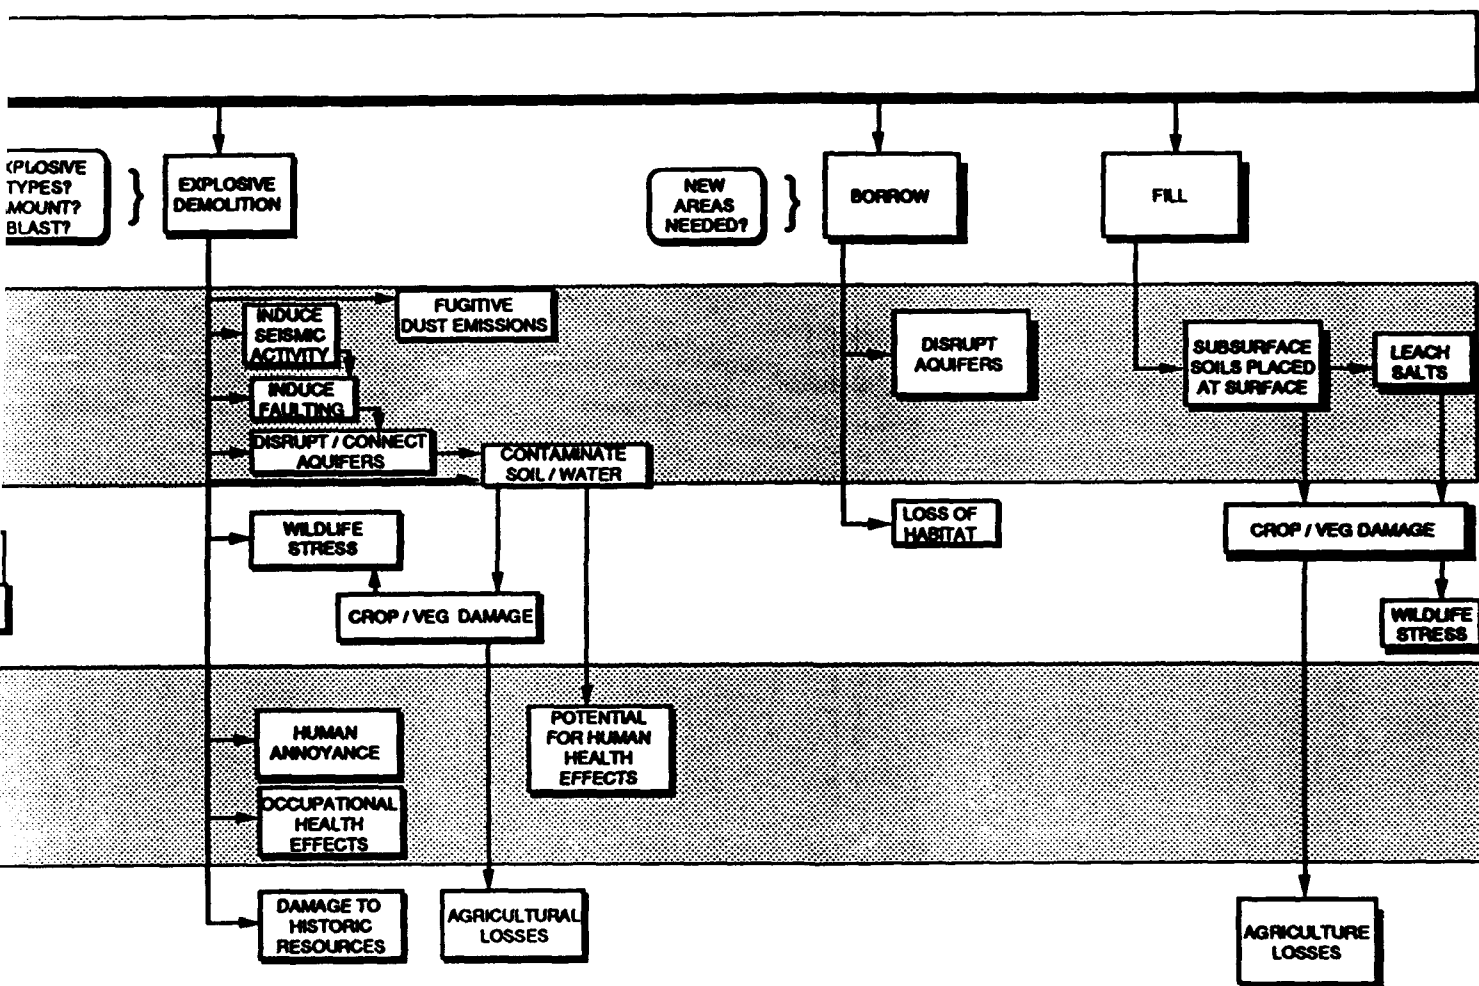 XPLOSIVE
TYPES?
MOUNT?
BLAST?
EXPLOSIVE
DEMOLITION
NEW
AREAS
NEEDED?
BORROW
FILL
FUGITIVE
DUST EMISSIONS
INDUCE
SEISMIC
ACTIVITY
INDUCE
FAULTING
DISRUPT / CONNECT
AQUIFERS
CONTAMINATE
SOIL / WATER
DISRUPT
AQUIFERS
SUBSURFACE
SOILS PLACED
AT SURFACE
LEACH
SALTS
WILDLIFE
STRESS
CROP / VEG DAMAGE
LOSS OF
HABITAT
CROP / VEG DAMAGE
WILDLIFE
STRESS
HUMAN
ANNOYANCE
OCCUPATIONAL
HEALTH
EFFECTS
POTENTIAL
FOR HUMAN
HEALTH
EFFECTS
DAMAGE TO
HISTORIC
RESOURCES
AGRICULTURAL
LOSSES
AGRICULTURE
LOSSES